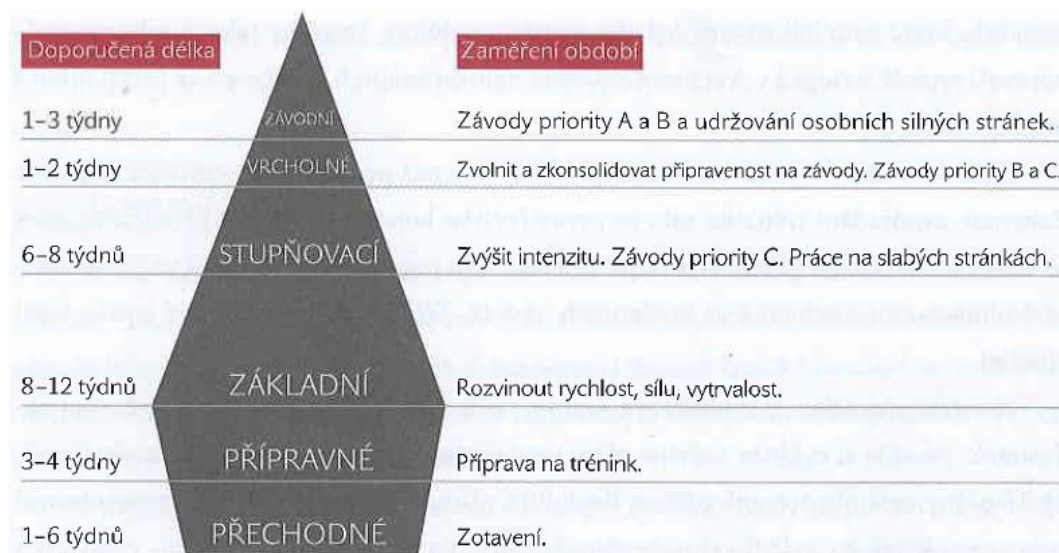 Doporučená délka Zaměření období
1–3 týdny ZÁVODNÍ Závody priority A a B a udržování osobních silných stránek.
1–2 týdny VRCHOLNÉ Zvolnit a zkonsolidovat připravenost na závody. Závody priority B a C.
6–8 týdnů STUPŇOVACÍ Zvýšit intenzitu. Závody priority C. Práce na slabých stránkách.
8–12 týdnů ZÁKLADNÍ Rozvinout rychlost, sílu, vytrvalost.
3–4 týdny PŘÍPRAVNÉ Příprava na trénink.
1–6 týdnů PŘECHODNÉ Zotavení.